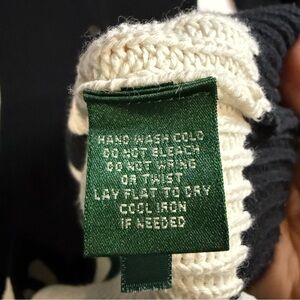 HAND WASH COLD
DO NOT BLEACH
DO NOT WRING
OR TWIST
LAY FLAT TO DRY
COOL IRON
IF NEEDED